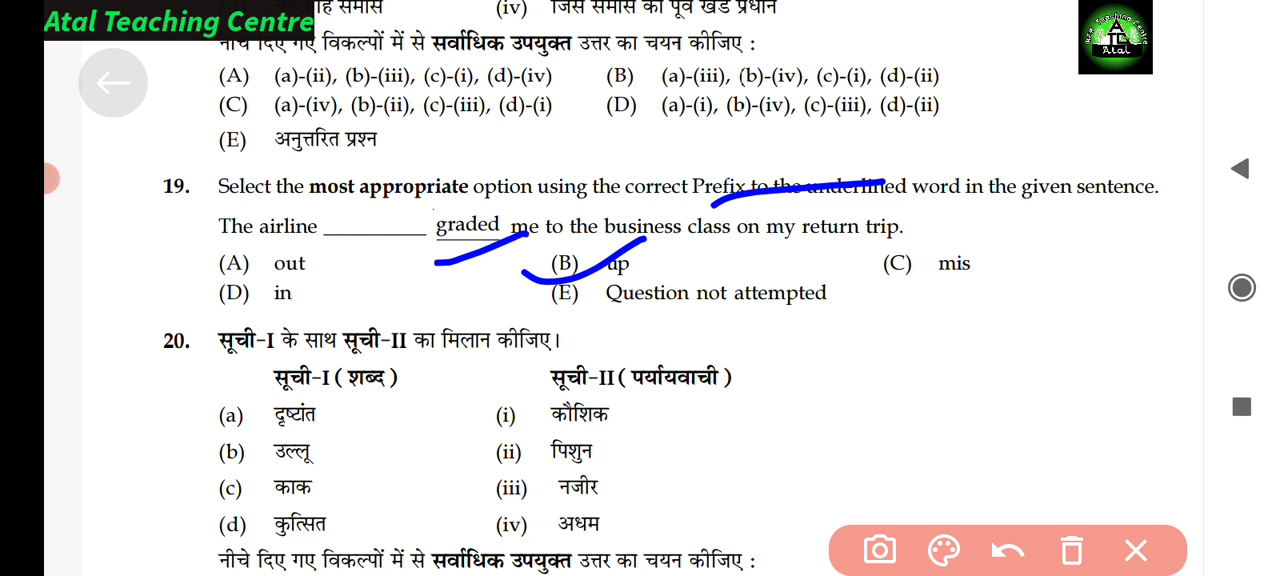 Atal Teaching Centre
समास (iv) जिस समास का पूर्व खंड प्रधान
नीचे दिए गए विकल्पों में से सर्वाधिक उपयुक्त उत्तर का चयन कीजिए :
(A) (a)-(ii), (b)-(iii), (c)-(i), (d)-(iv) (B) (a)-(iii), (b)-(iv), (c)-(i), (d)-(ii)
(C) (a)-(iv), (b)-(ii), (c)-(iii), (d)-(i) (D) (a)-(i), (b)-(iv), (c)-(iii), (d)-(ii)
(E) अनुत्तरित प्रश्न
19. Select the most appropriate option using the correct Prefix to the underlined word in the given sentence.
The airline __________ graded me to the business class on my return trip.
(A) out (B) up (C) mis
(D) in (E) Question not attempted
20. सूची-I के साथ सूची-II का मिलान कीजिए।
सूची-I ( शब्द ) सूची-II ( पर्यायवाची )
(a) दृष्टांत (i) कौशिक
(b) उल्लू (ii) पिशुन
(c) काक (iii) नजीर
(d) कुत्सित (iv) अधम
नीचे दिए गए विकल्पों में से सर्वाधिक उपयुक्त उत्तर का चयन कीजिए :